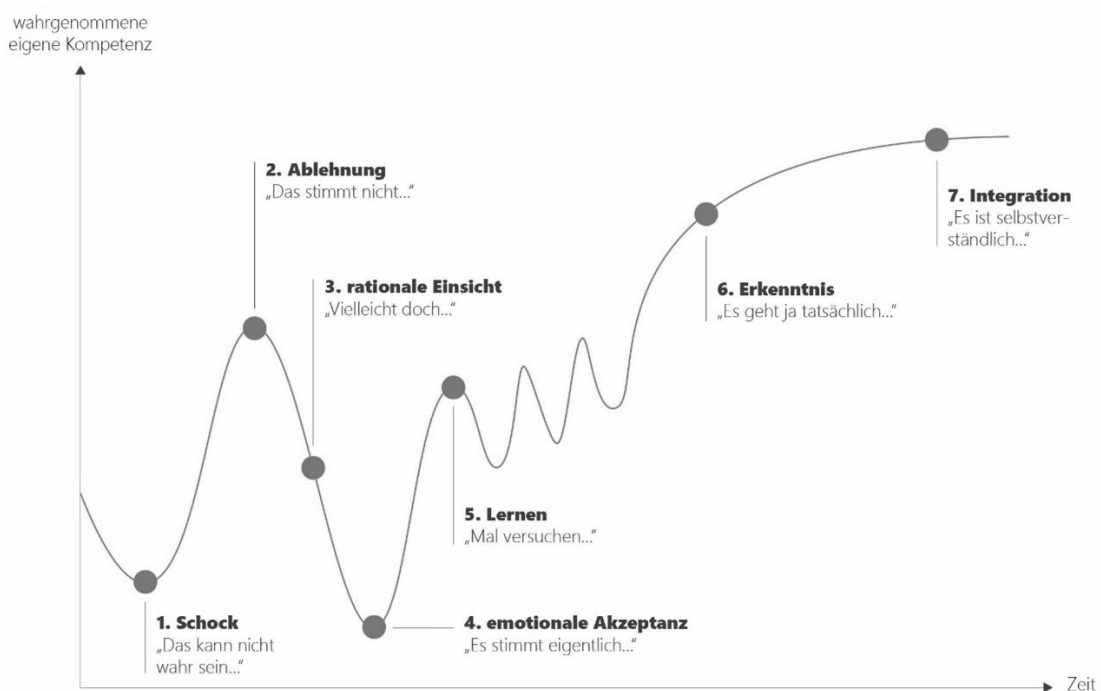 wahrgenommene
eigene Kompetenz
2. Ablehnung
„Das stimmt nicht...“
3. rationale Einsicht
„Vielleicht doch...“
7. Integration
„Es ist selbstver-
ständlich...“
6. Erkenntnis
„Es geht ja tatsächlich...“
5. Lernen
„Mal versuchen...“
1. Schock
„Das kann nicht
wahr sein...“
4. emotionale Akzeptanz
„Es stimmt eigentlich...“
Zeit